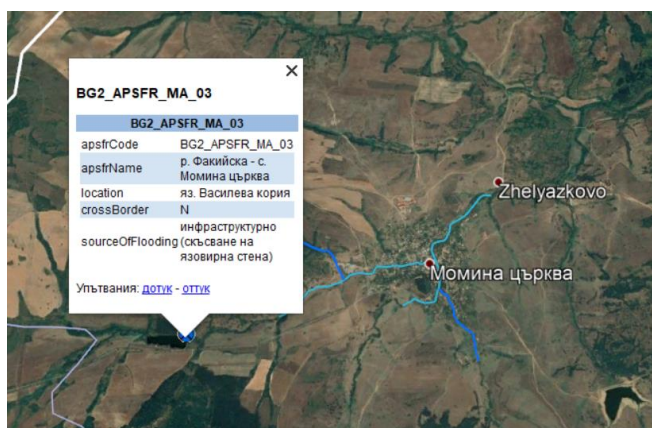 BG2_APSFR_MA_03
BG2_APSFR_MA_03
apsfrCode BG2_APSFR_MA_03
apsfrName р. Факийска - с. Момина църква
location яз. Василева кория
crossBorder N
sourceOfFlooding инфраструктурно (скъсване на язовирна стена)
Упътвания: дотук - оттук
Zhelyazkovo
Момина църква